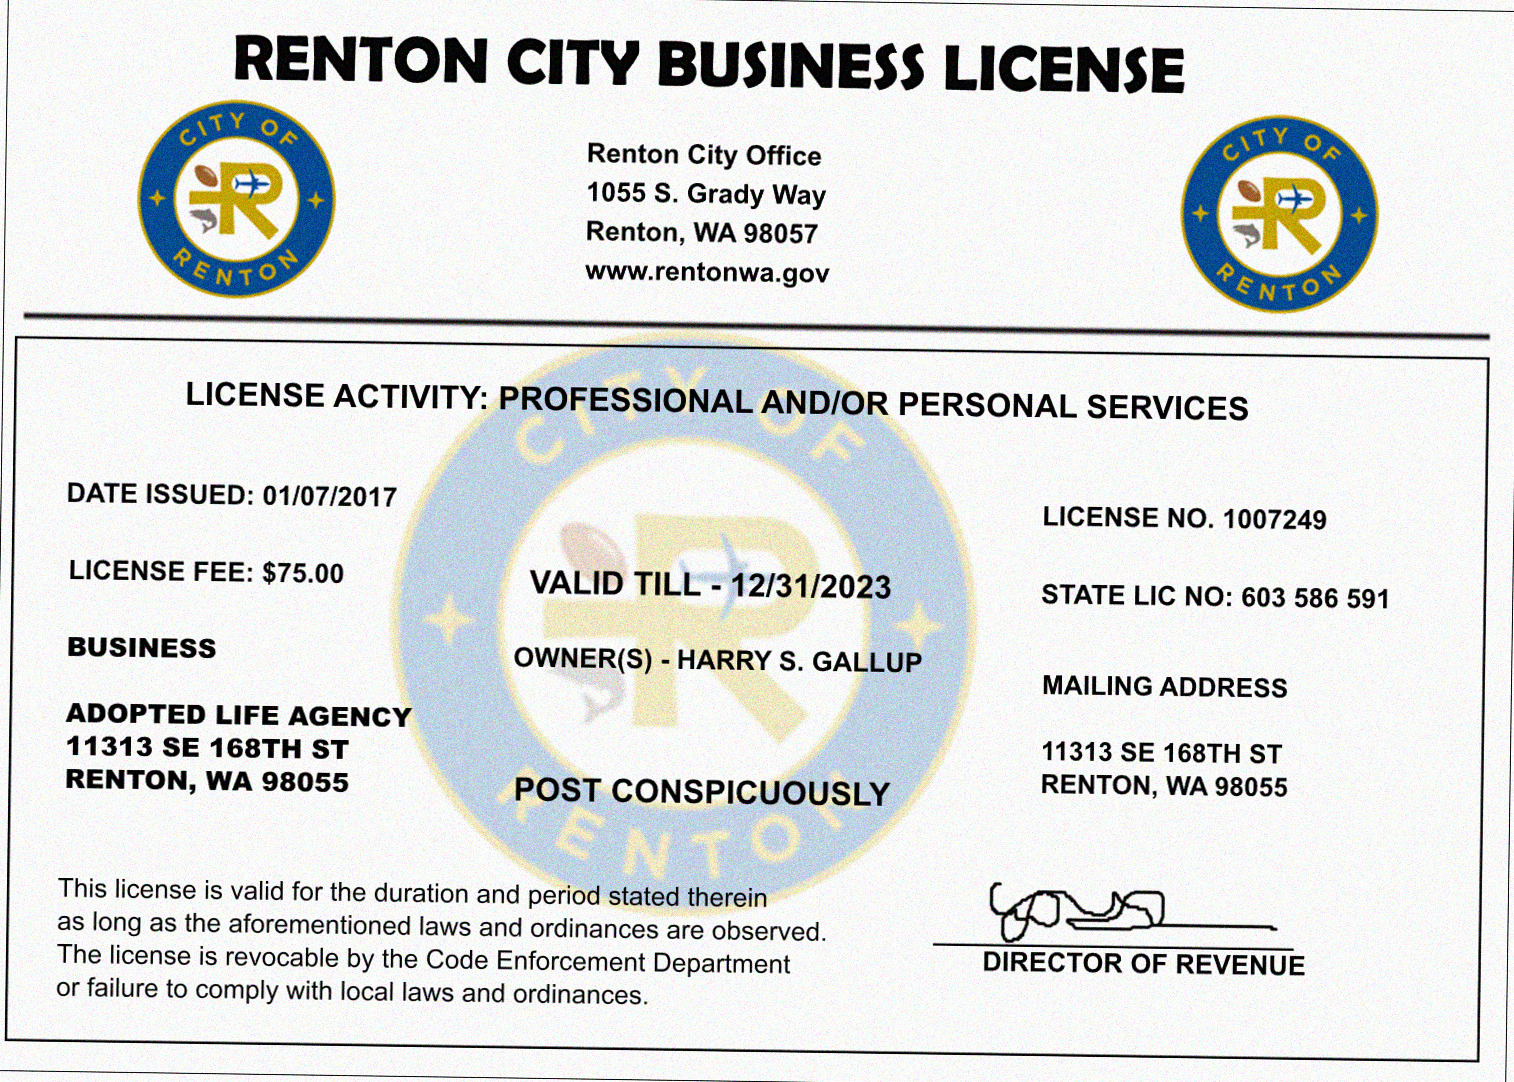 RENTON CITY BUSINESS LICENSE
CITY OF
RENTON
Renton City Office
1055 S. Grady Way
Renton, WA 98057
www.rentonwa.gov
CITY OF
RENTON
CITY OF
RENTON
LICENSE ACTIVITY: PROFESSIONAL AND/OR PERSONAL SERVICES
DATE ISSUED: 01/07/2017
LICENSE FEE: $75.00
BUSINESS
ADOPTED LIFE AGENCY
11313 SE 168TH ST
RENTON, WA 98055
VALID TILL - 12/31/2023
OWNER(S) - HARRY S. GALLUP
POST CONSPICUOUSLY
LICENSE NO. 1007249
STATE LIC NO: 603 586 591
MAILING ADDRESS
11313 SE 168TH ST
RENTON, WA 98055
This license is valid for the duration and period stated therein
as long as the aforementioned laws and ordinances are observed.
The license is revocable by the Code Enforcement Department
or failure to comply with local laws and ordinances.
DIRECTOR OF REVENUE